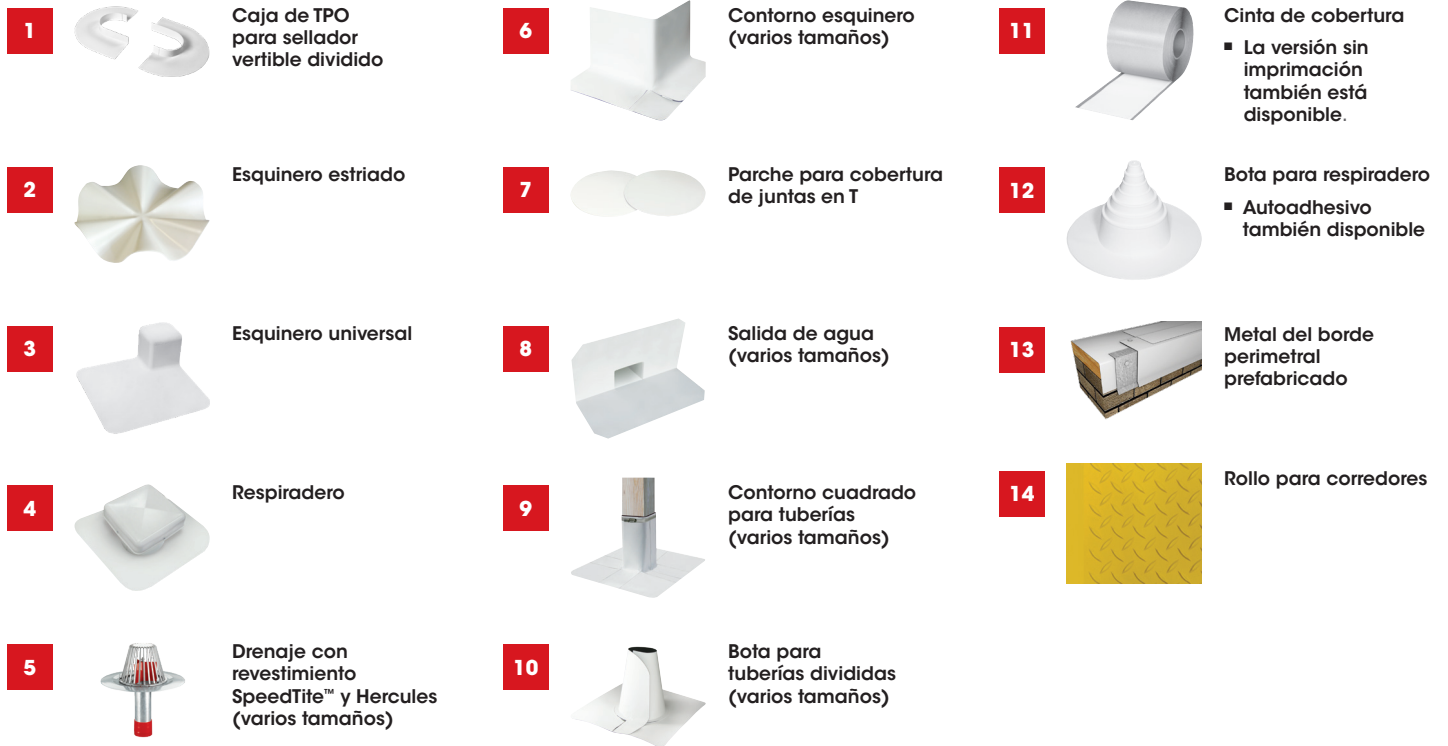 1
Caja de TPO
para sellador
vertible dividido
2
Esquinero estriado
3
Esquinero universal
4
Respiradero
5
Drenaje con
revestimiento
SpeedTite™ y Hercules
(varios tamaños)
6
Contorno esquinero
(varios tamaños)
7
Parche para cobertura
de juntas en T
8
Salida de agua
(varios tamaños)
9
Contorno cuadrado
para tuberías
(varios tamaños)
10
Bota para
tuberías divididas
(varios tamaños)
11
Cinta de cobertura
▪ La versión sin
imprimación
también está
disponible.
12
Bota para respiradero
▪ Autoadhesivo
también disponible
13
Metal del borde
perimetral
prefabricado
14
Rollo para corredores